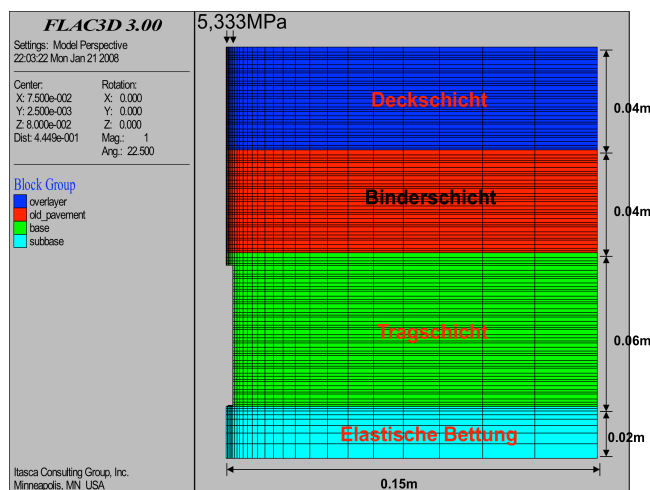 FLAC3D 3.00
Settings: Model Perspective
22:03:22 Mon Jan 21 2008
Center:
X: 7.500e-002
Y: 2.500e-003
Z: 8.000e-002
Dist: 4.449e-001
Rotation:
X: 0.000
Y: 0.000
Z: 0.000
Mag.: 1
Ang.: 22.500
Block Group
overlayer
old_pavement
base
subbase
Itasca Consulting Group, Inc.
Minneapolis, MN USA
5,333MPa
Deckschicht
0.04m
Binderschicht
0.04m
Tragschicht
0.06m
Elastische Bettung
0.02m
0.15m